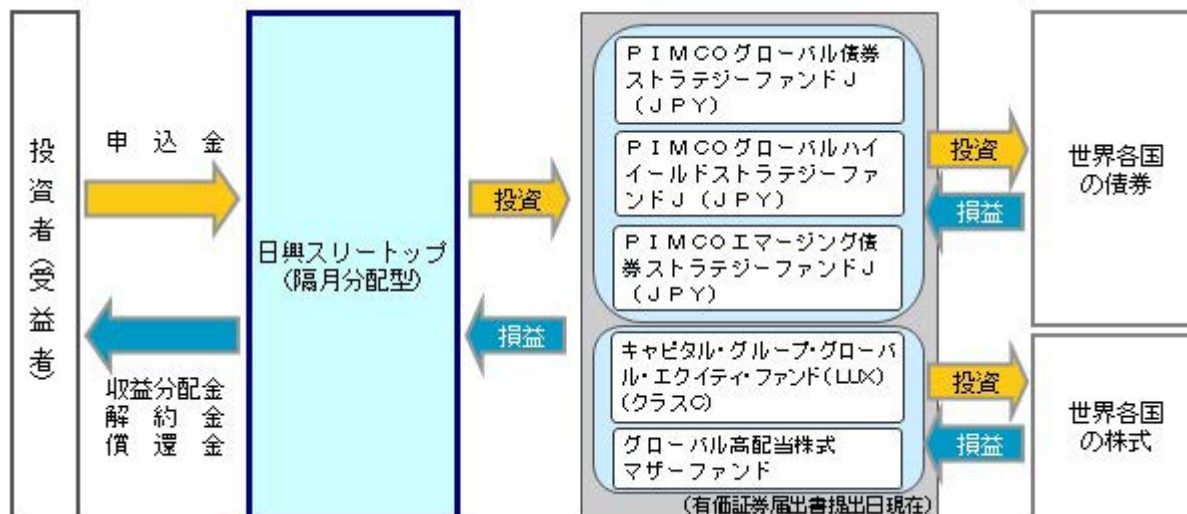 投資者(受益者)
申込金
収益分配金
解約金
償還金
日興スリートップ
(隔月分配型)
投資
損益
PIMCOグローバル債券
ストラテジーファンドJ
(JPY)
PIMCOグローバルハイ
イールドストラテジーファ
ンドJ(JPY)
PIMCOエマージング債
券ストラテジーファンドJ
(JPY)
キャピタル・グループ・グローバ
ル・エクイティ・ファンド(LUX)
(クラスC)
グローバル高配当株式
マザーファンド
(有価証券届出書提出日現在)
投資
損益
世界各国
の債券
投資
損益
世界各国
の株式